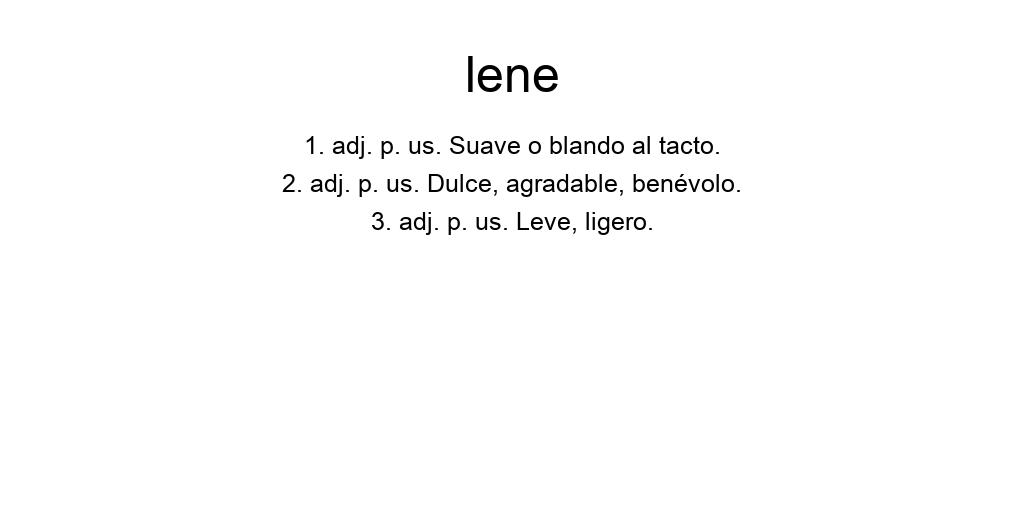 lene
1. adj. p. us. Suave o blando al tacto.
2. adj. p. us. Dulce, agradable, benévolo.
3. adj. p. us. Leve, ligero.